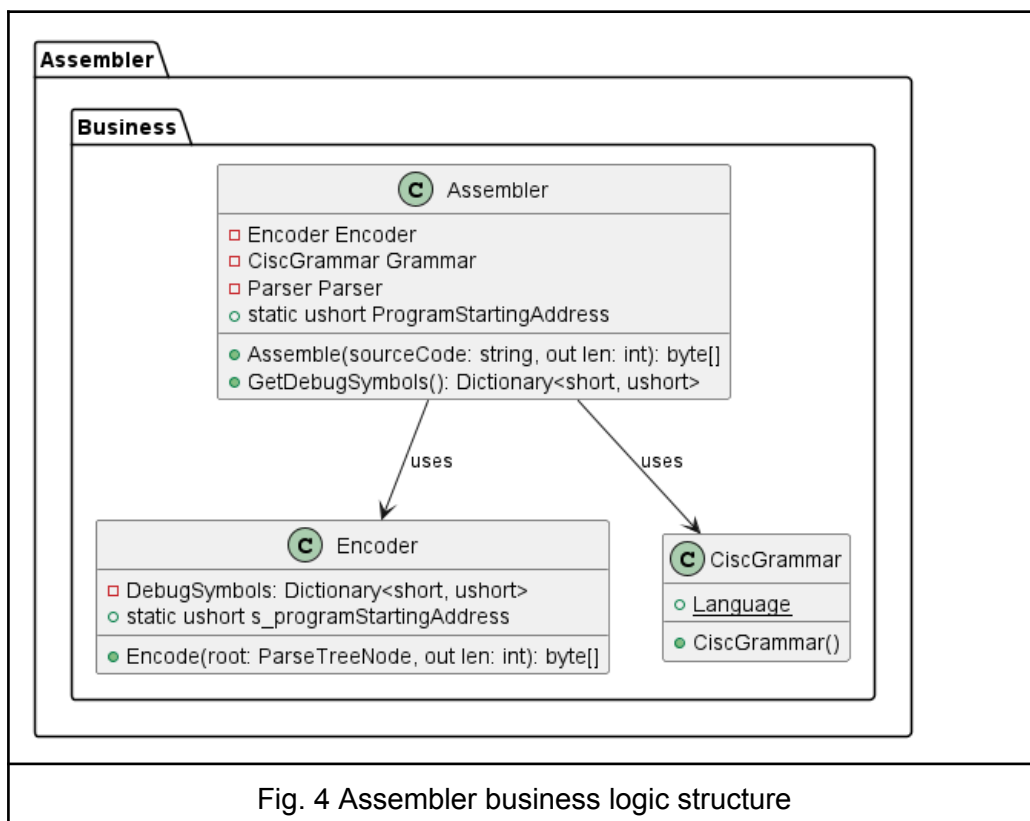 Assembler
Business
C Assembler
Encoder Encoder
CiscGrammar Grammar
Parser Parser
static ushort ProgramStartingAddress
Assemble(sourceCode: string, out len: int): byte[]
GetDebugSymbols(): Dictionary<short, ushort>
uses
uses
C Encoder
DebugSymbols: Dictionary<short, ushort>
static ushort s_programStartingAddress
Encode(root: ParseTreeNode, out len: int): byte[]
C CiscGrammar
Language
CiscGrammar()
Fig. 4 Assembler business logic structure